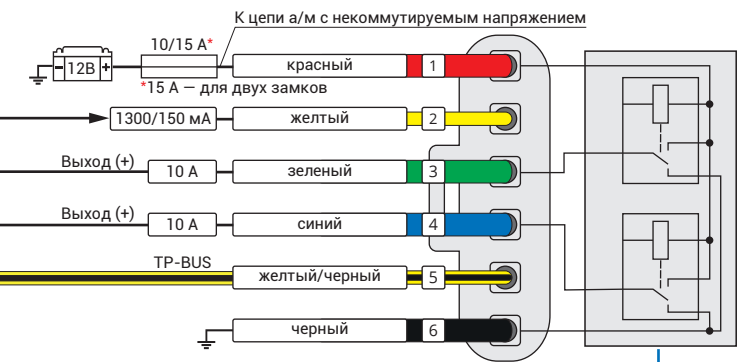 К цепи а/м с некоммутируемым напряжением
10/15 А*
- 12В + красный 1
*15 А — для двух замков
1300/150 мА желтый 2
Выход (+) 10 А зеленый 3
Выход (+) 10 А синий 4
TP-BUS
желтый/черный 5
черный 6